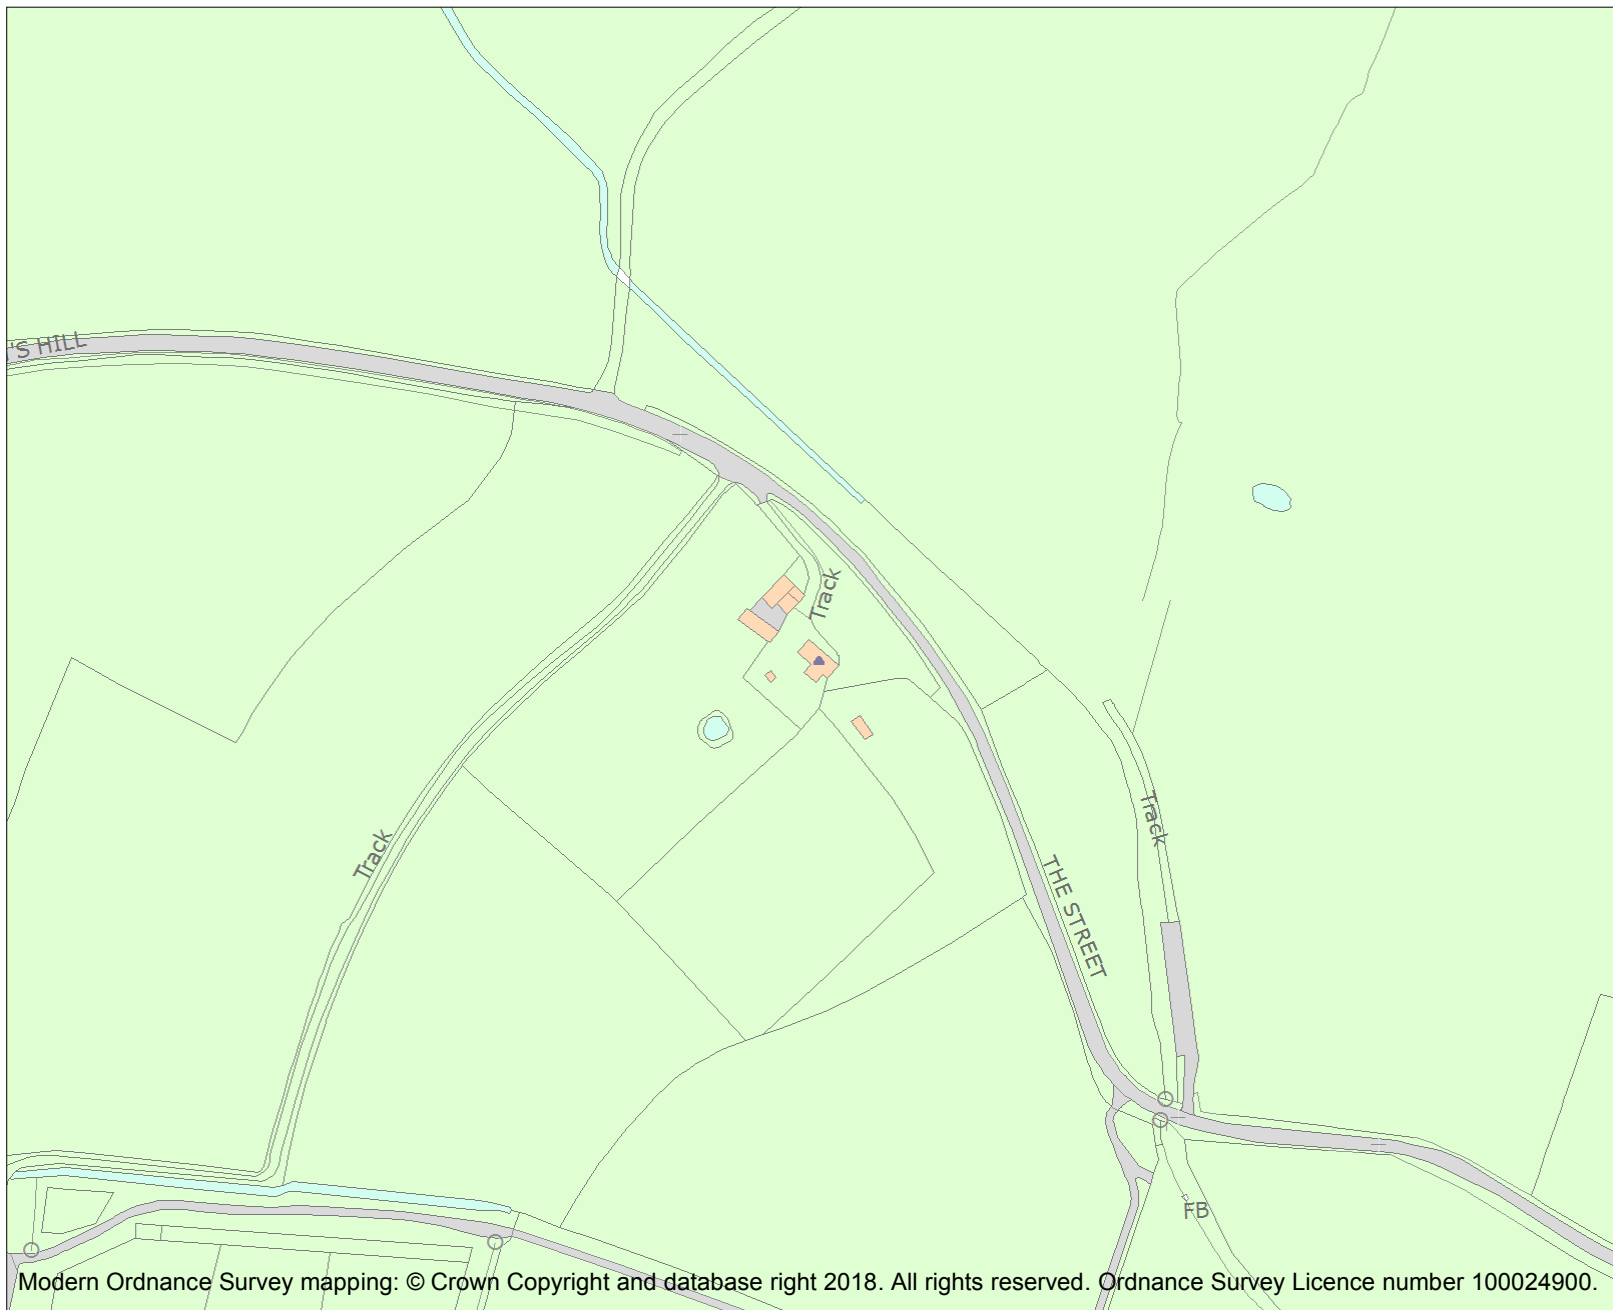 'S HILL
Track
Track
Track
THE STREET
FB
Modern Ordnance Survey mapping: © Crown Copyright and database right 2018. All rights reserved. Ordnance Survey Licence number 100024900.